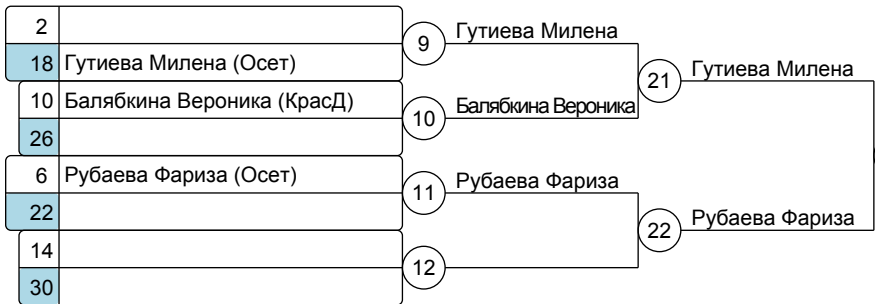 2
18 Гутиева Милена (Осет)
10 Балябкина Вероника (КрасД)
26
6 Рубаева Фариза (Осет)
22
14
30
9 Гутиева Милена
10 Балябкина Вероника
11 Рубаева Фариза
12
21 Гутиева Милена
22 Рубаева Фариза